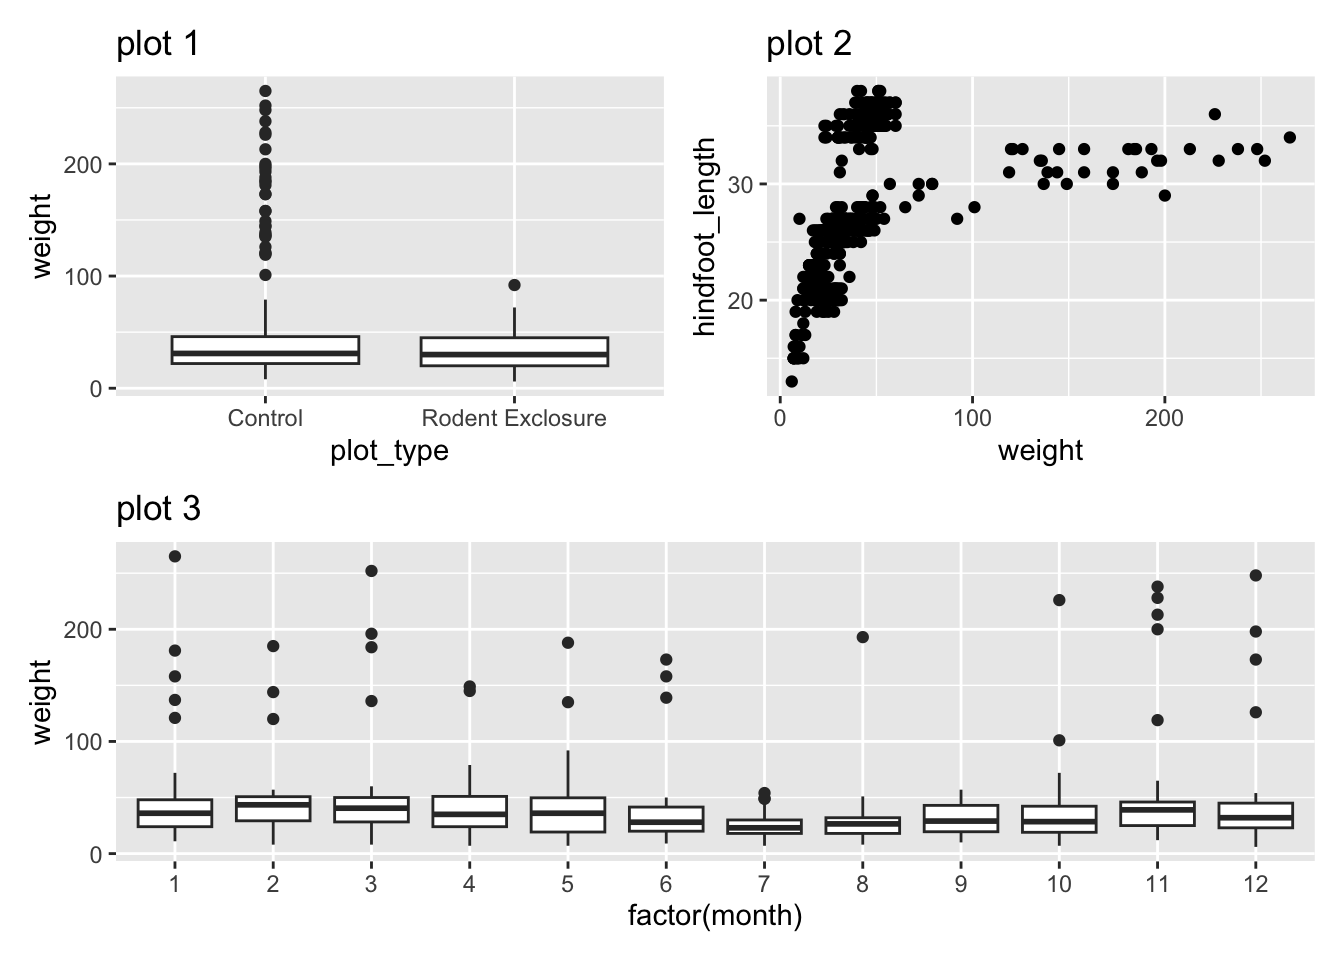 plot 1
weight
200
100
0
Control Rodent Exclosure
plot_type
plot 2
hindfoot_length
30
20
0 100 200
weight
plot 3
weight
200
100
0
1 2 3 4 5 6 7 8 9 10 11 12
factor(month)